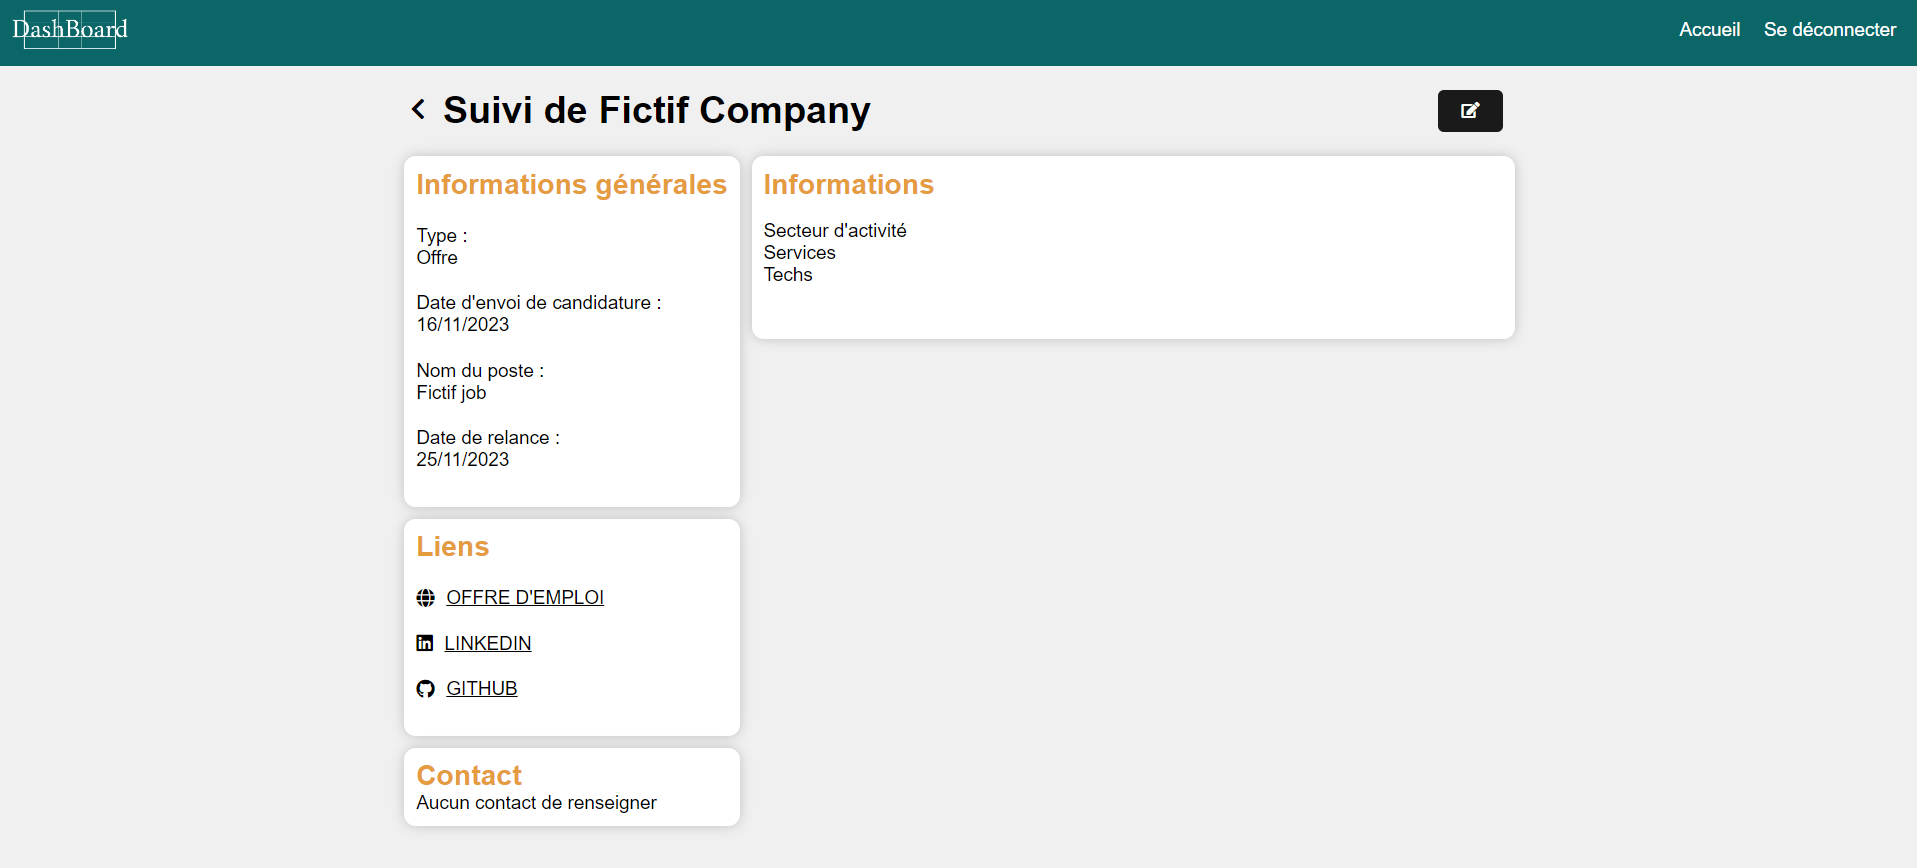 DashBoard
Accueil
Se déconnecter
Suivi de Fictif Company
Informations générales
Type :
Offre
Date d'envoi de candidature :
16/11/2023
Nom du poste :
Fictif job
Date de relance :
25/11/2023
Liens
OFFRE D'EMPLOI
LINKEDIN
GITHUB
Contact
Aucun contact de renseigner
Informations
Secteur d'activité
Services
Techs